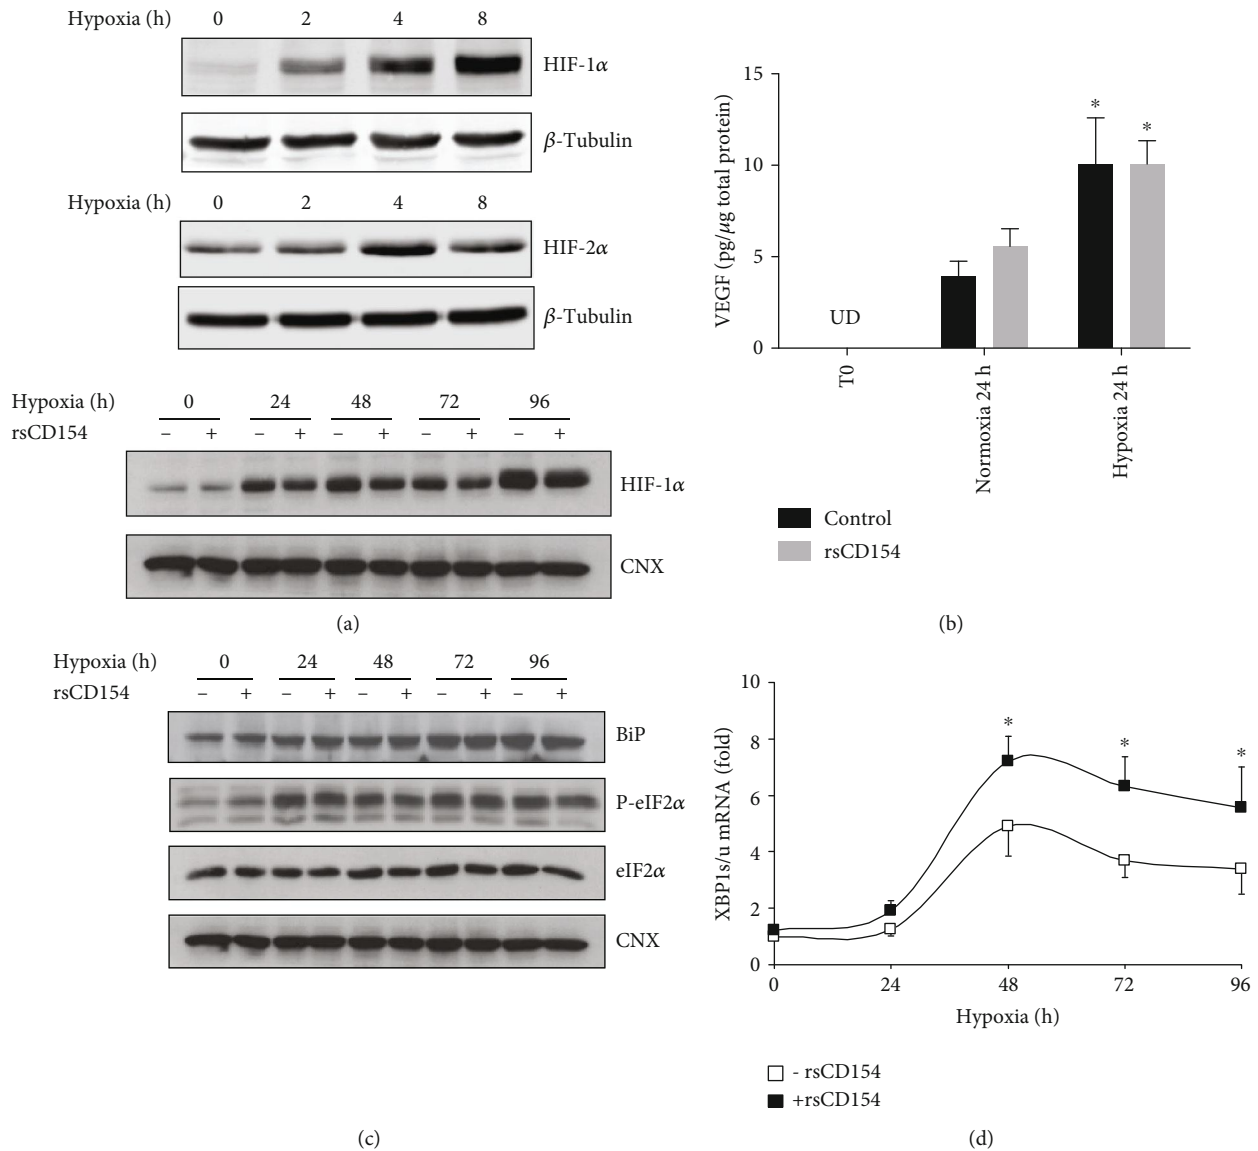 Hypoxia (h) 0 2 4 8
HIF-1α
β-Tubulin
Hypoxia (h) 0 2 4 8
HIF-2α
β-Tubulin
Hypoxia (h) 0 24 48 72 96
rsCD154 – + – + – + – + – +
HIF-1α
CNX
(a)
VEGF (pg/μg total protein)
15
10
5
0
* *
UD
T0
Normoxia 24 h
Hypoxia 24 h
Control
rsCD154
(b)
Hypoxia (h) 0 24 48 72 96
rsCD154 – + – + – + – + – +
BiP
P-eIF2α
eIF2α
CNX
(c)
XBP1s/u mRNA (fold)
10
8
6
4
2
0
* * *
0 24 48 72 96
Hypoxia (h)
- rsCD154
+rsCD154
(d)